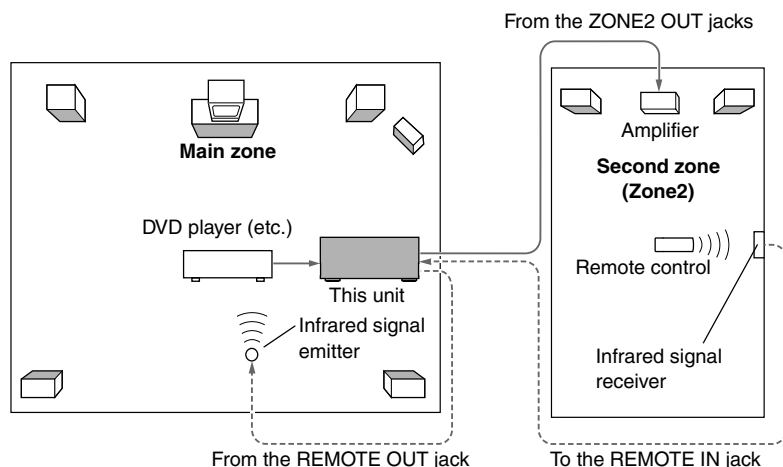 From the ZONE2 OUT jacks
Main zone
Amplifier
Second zone
(Zone2)
DVD player (etc.)
This unit
Remote control
Infrared signal
emitter
Infrared signal
receiver
From the REMOTE OUT jack
To the REMOTE IN jack